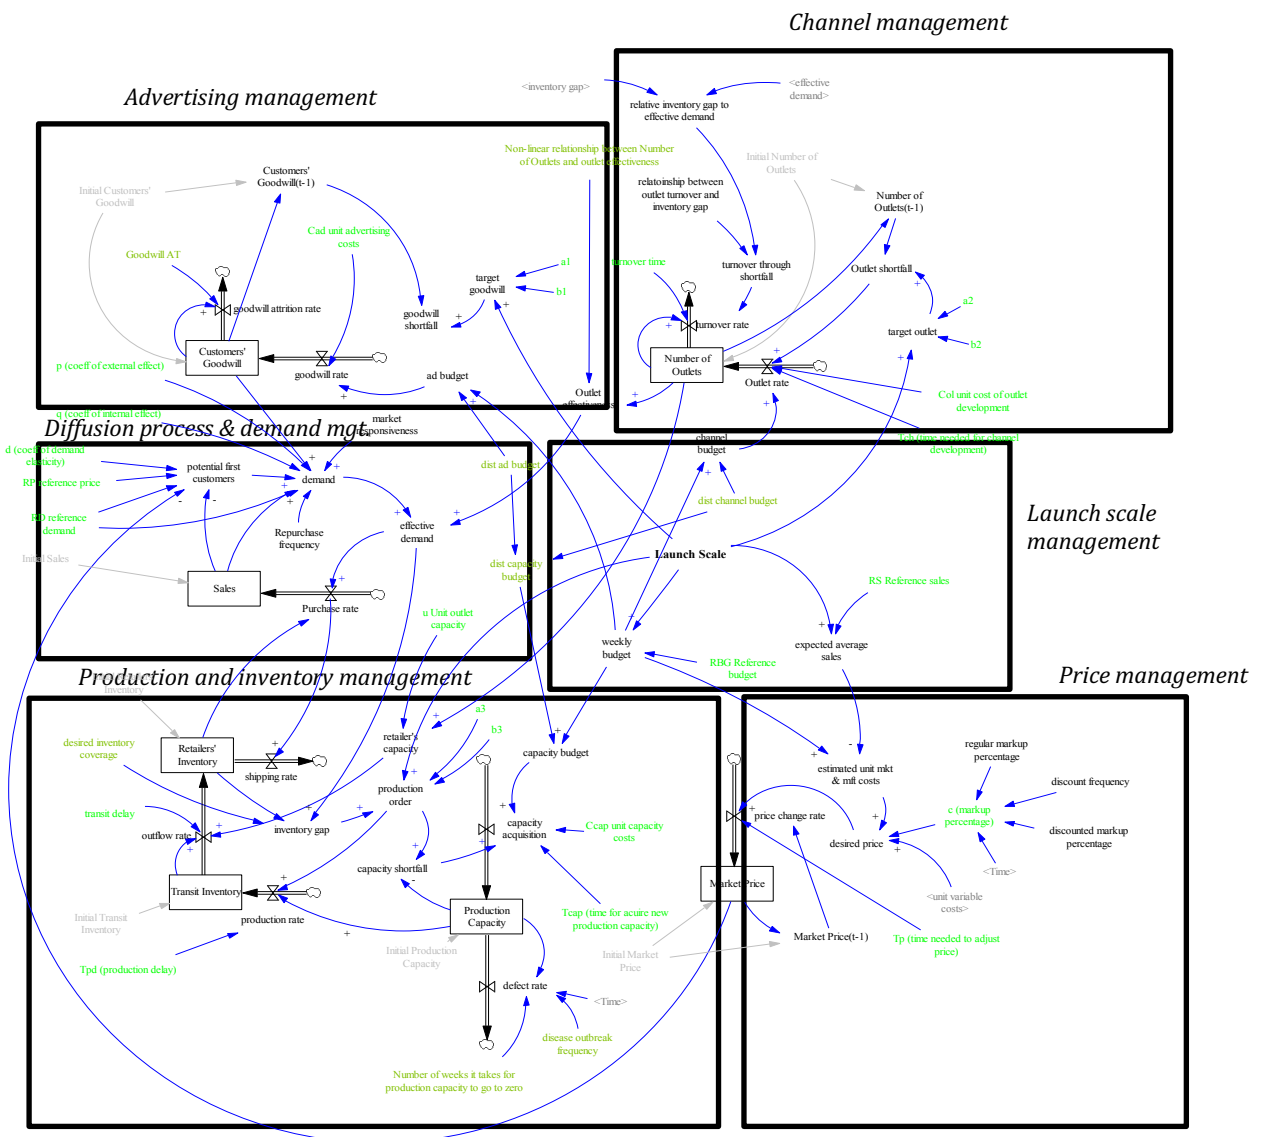 Channel management
Advertising management
<inventory gap>
<effective
demand>
relative inventory gap to
effective demand
Non-linear relationship between Number
of Outlets and outlet effectiveness
Initial Number of
Outlets
Customers'
Goodwill(t-1)
Initial Customers'
Goodwill
relatoinship between
outlet turnover and
inventory gap
Number of
Outlets(t-1)
Cad unit advertising
costs
Goodwill AT
a1
target
goodwill
b1
turnover time
turnover through
shortfall
Outlet shortfall
a2
goodwill attrition rate
goodwill
shortfall
turnover rate
target outlet
b2
Customers'
Goodwill
goodwill rate
ad budget
Number of
Outlets
Outlet rate
p (coeff of external effect)
Outlet
effectiveness
Col unit cost of outlet
development
q (coeff of internal effect)
market
responsiveness
Diffusion process & demand mgt.
channel
budget
Tch (time needed for channel
development)
d (coeff of demand
elasticity)
potential first
customers
demand
dist ad budget
RP reference price
dist channel budget
RD reference
demand
Repurchase
frequency
effective
demand
Launch scale
management
Initial Sales
Launch Scale
dist capacity
budget
Sales
Purchase rate
RS Reference sales
u Unit outlet
capacity
weekly
budget
expected average
sales
RBG Reference
budget
Production and inventory management
Price management
Inventory
a3
b3
desired inventory
coverage
Retailers'
Inventory
shipping rate
retailer's
capacity
capacity budget
regular markup
percentage
estimated unit mkt
& mft costs
discount frequency
production
order
transit delay
outflow rate
inventory gap
capacity
acquisition
Ccap unit capacity
costs
price change rate
c (markup
percentage)
desired price
discounted markup
percentage
capacity shortfall
<Time>
Transit Inventory
production rate
Market Price
<unit variable
costs>
Initial Transit
Inventory
Production
Capacity
Tcap (time for acuire new
production capacity)
Market Price(t-1)
Tp (time needed to adjust
price)
Initial Production
Capacity
Initial Market
Price
Tpd (production delay)
defect rate
<Time>
disease outbreak
frequency
Number of weeks it takes for
production capacity to go to zero